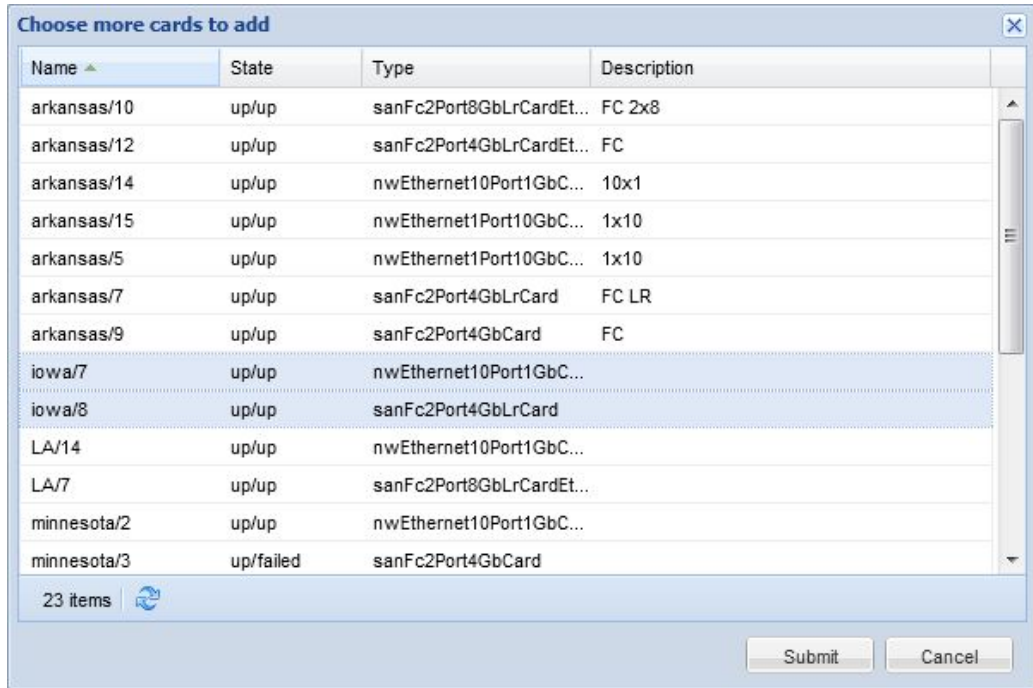 Choose more cards to add
Name State Type Description
arkansas/10 up/up sanFc2Port8GbLrCardEt... FC 2x8
arkansas/12 up/up sanFc2Port4GbLrCardEt... FC
arkansas/14 up/up nwEthernet10Port1GbC... 10x1
arkansas/15 up/up nwEthernet1Port10GbC... 1x10
arkansas/5 up/up nwEthernet1Port10GbC... 1x10
arkansas/7 up/up sanFc2Port4GbLrCard FC LR
arkansas/9 up/up sanFc2Port4GbCard FC
iowa/7 up/up nwEthernet10Port1GbC...
iowa/8 up/up sanFc2Port4GbLrCard
LA/14 up/up nwEthernet10Port1GbC...
LA/7 up/up sanFc2Port8GbLrCardEt...
minnesota/2 up/up nwEthernet10Port1GbC...
minnesota/3 up/failed sanFc2Port4GbCard
23 items
Submit Cancel